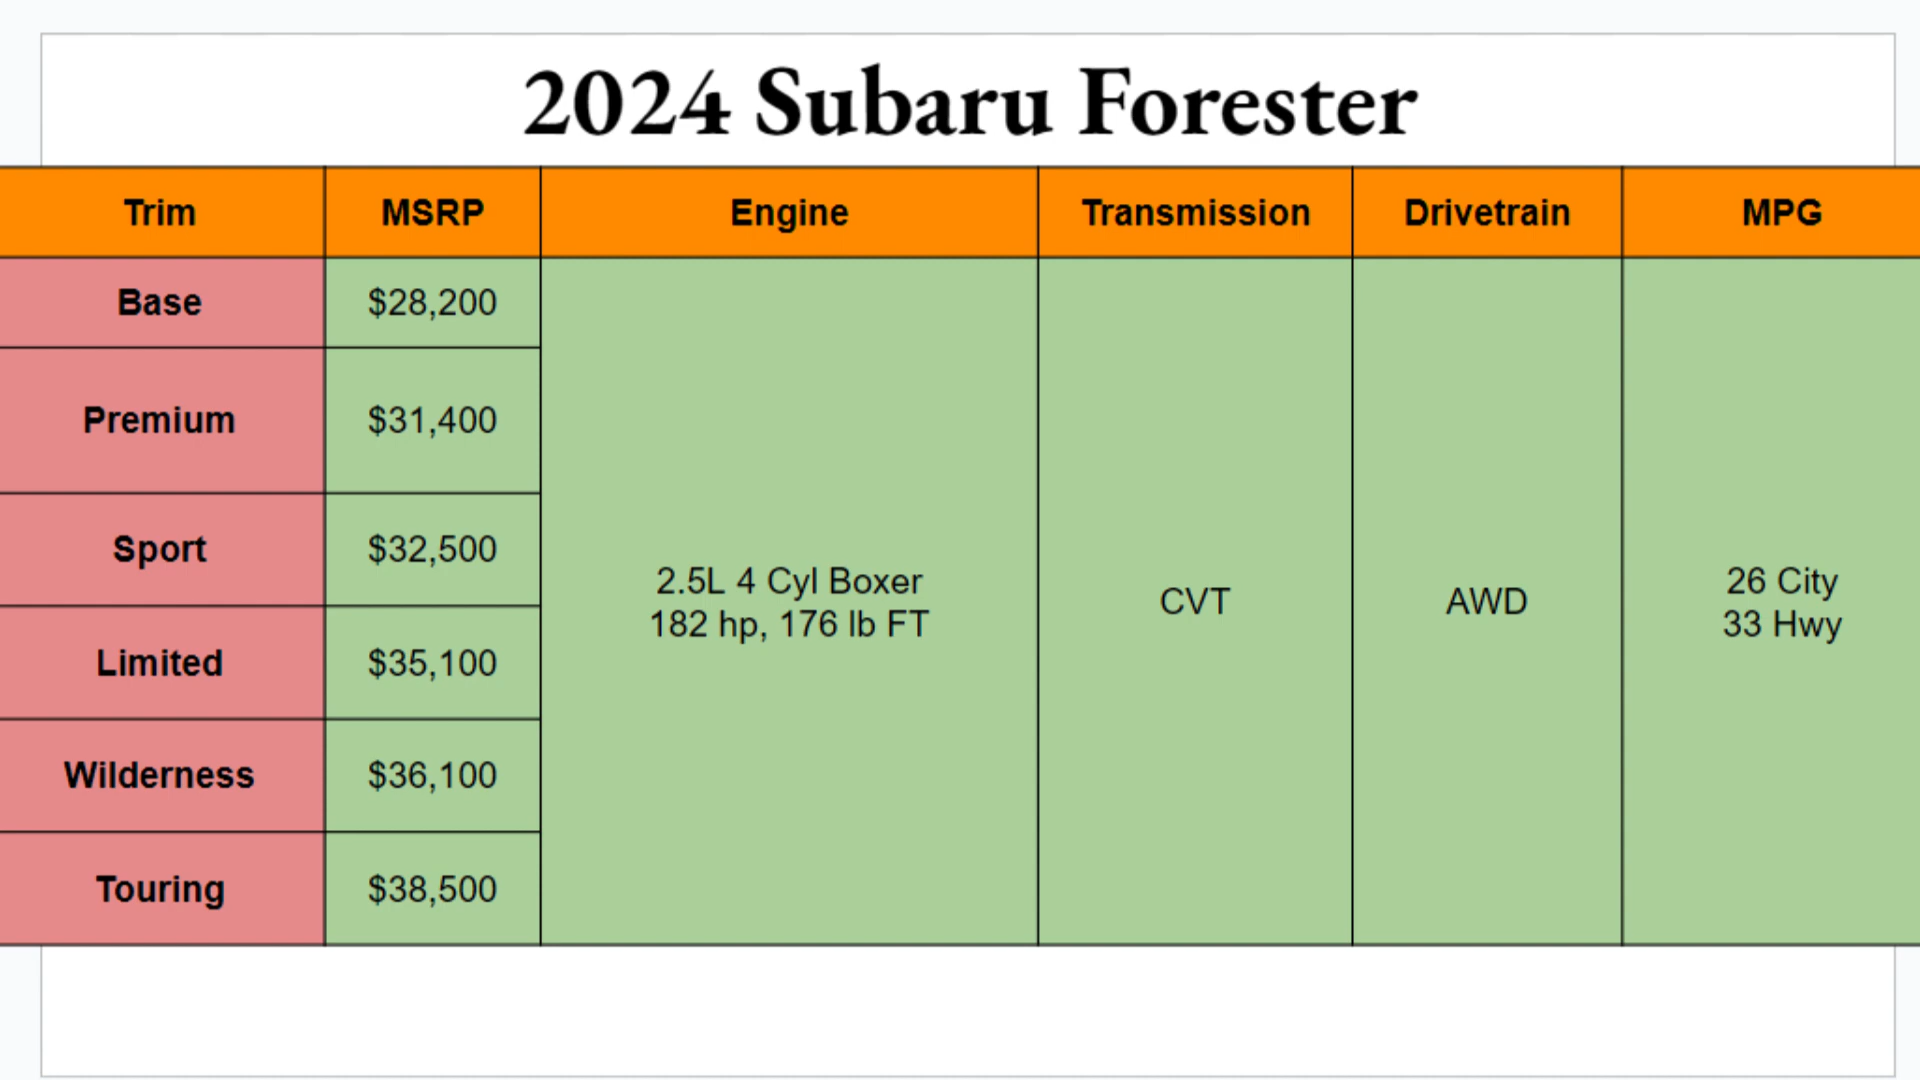 2024 Subaru Forester
Trim MSRP Engine Transmission Drivetrain MPG
Base $28,200
Premium $31,400
Sport $32,500
2.5L 4 Cyl Boxer
182 hp, 176 lb FT
CVT
AWD
26 City
33 Hwy
Limited $35,100
Wilderness $36,100
Touring $38,500